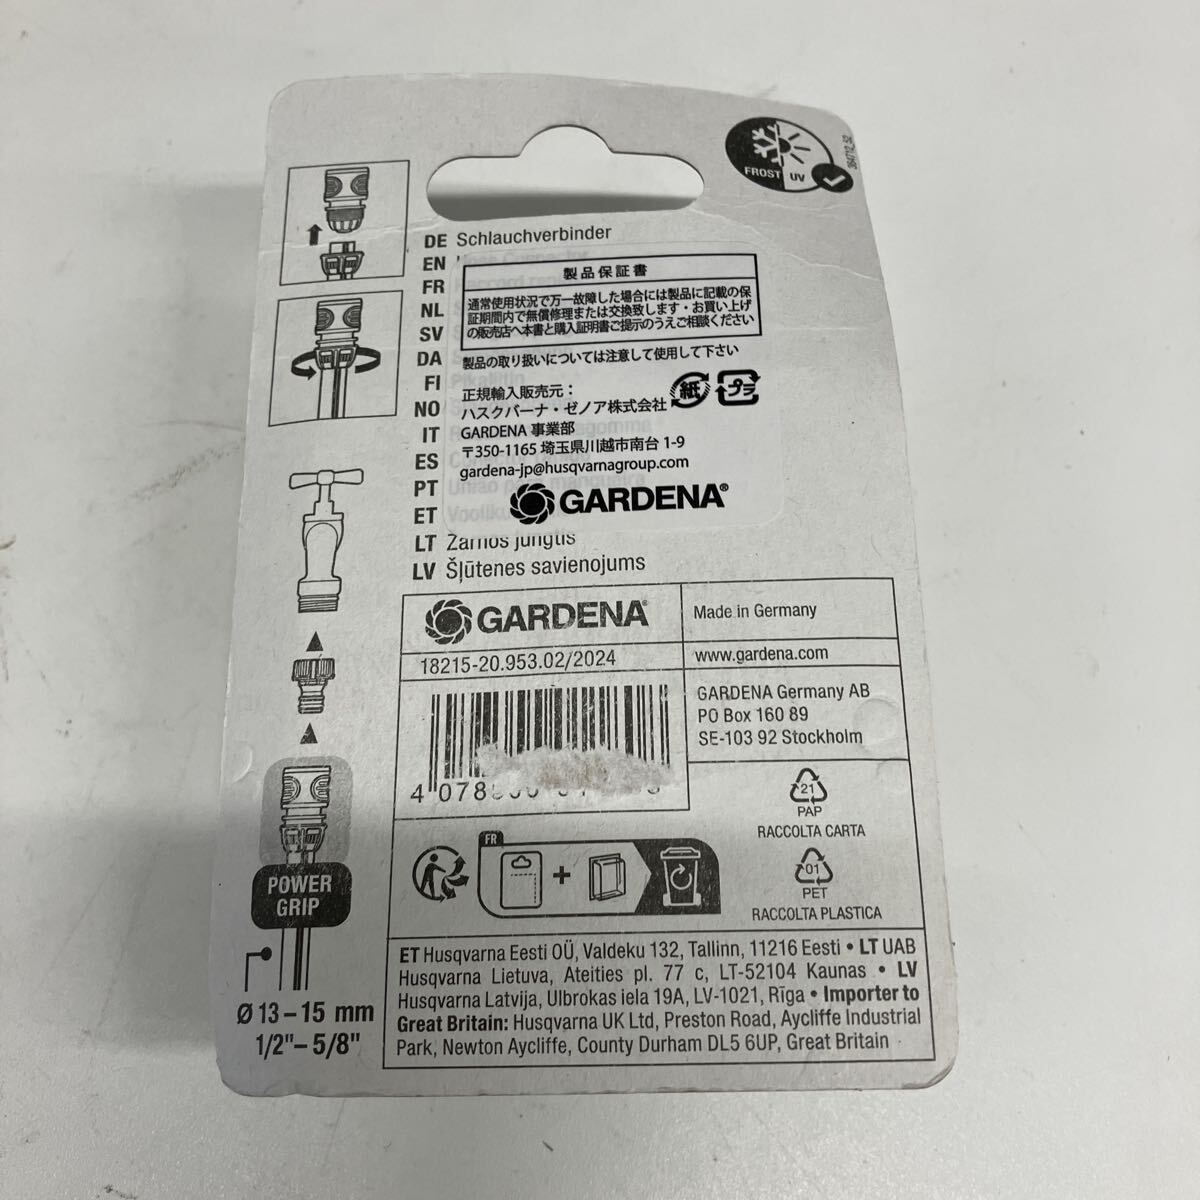 FROST UV
364712_52
DE Schlauchverbinder
EN
FR
NL
SV
DA
FI
NO
IT
ES
PT
ET
LT Žarnos jungtis
LV Šļūtenes savienojums
製品保証書
通常使用状況で万一故障した場合には製品に記載の保
証期間内で無償修理または交換致します・お買い上げ
の販売店へ本書と購入証明書ご提示のうえご相談ください
製品の取り扱いについては注意して使用して下さい
正規輸入販売元：
ハスクバーナ・ゼノア株式会社
紙
プラ
GARDENA 事業部
〒350-1165 埼玉県川越市南台 1-9
gardena-jp@husqvarnagroup.com
GARDENA®
GARDENA®
Made in Germany
18215-20.953.02/2024
www.gardena.com
GARDENA Germany AB
PO Box 160 89
SE-103 92 Stockholm
4 078
21
PAP
RACCOLTA CARTA
01
PET
RACCOLTA PLASTICA
FR
+
POWER
GRIP
Ø 13 – 15 mm
1/2" – 5/8"
ET Husqvarna Eesti OÜ, Valdeku 132, Tallinn, 11216 Eesti • LT UAB
Husqvarna Lietuva, Ateities pl. 77 c, LT-52104 Kaunas • LV
Husqvarna Latvija, Ulbrokas iela 19A, LV-1021, Rīga • Importer to
Great Britain: Husqvarna UK Ltd, Preston Road, Aycliffe Industrial
Park, Newton Aycliffe, County Durham DL5 6UP, Great Britain